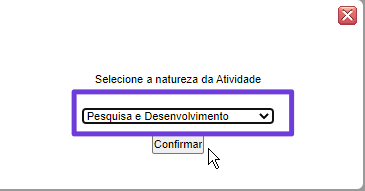 Selecione a natureza da Atividade
Pesquisa e Desenvolvimento
Confirmar